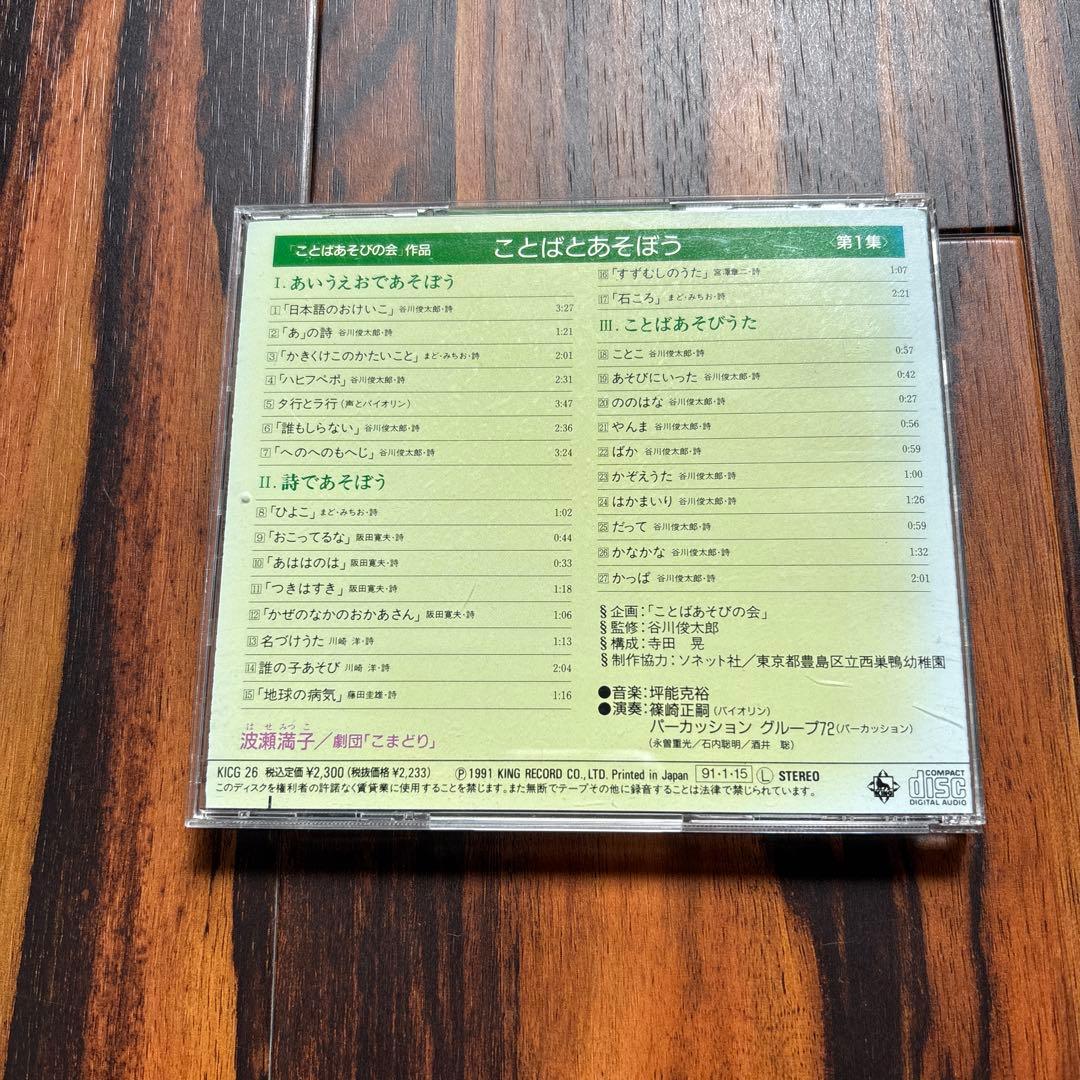 「ことばあそびの会」作品 ことばとあそぼう 〈第1集〉
I. あいうえおであそぼう
1 「日本語のおけいこ」 谷川俊太郎・詩 3:27
2 「あ」の詩 谷川俊太郎・詩 1:21
3 「かきくけこのかたいこと」 まど・みちお・詩 2:01
4 「ハヒフペポ」 谷川俊太郎・詩 2:31
5 タ行とラ行 (声とバイオリン) 3:47
6 「誰もしらない」 谷川俊太郎・詩 2:36
7 「へのへのもへじ」 谷川俊太郎・詩 3:24
II. 詩であそぼう
8 「ひよこ」 まど・みちお・詩 1:02
9 「おこってるな」 阪田寛夫・詩 0:44
10 「あははのは」 阪田寛夫・詩 0:33
11 「つきはすき」 阪田寛夫・詩 1:18
12 「かぜのなかのおかあさん」 阪田寛夫・詩 1:06
13 名づけうた 川崎 洋・詩 1:13
14 誰の子あそび 川崎 洋・詩 2:04
15 「地球の病気」 藤田圭雄・詩 1:16
16 「すずむしのうた」 宮澤章二・詩 1:07
17 「石ころ」 まど・みちお・詩 2:21
III. ことばあそびうた
18 ことこ 谷川俊太郎・詩 0:57
19 あそびにいった 谷川俊太郎・詩 0:42
20 ののはな 谷川俊太郎・詩 0:27
21 やんま 谷川俊太郎・詩 0:56
22 ばか 谷川俊太郎・詩 0:59
23 かぞえうた 谷川俊太郎・詩 1:00
24 はかまいり 谷川俊太郎・詩 1:26
25 だって 谷川俊太郎・詩 0:59
26 かなかな 谷川俊太郎・詩 1:32
27 かっぱ 谷川俊太郎・詩 2:01
§企画:「ことばあそびの会」
§監修:谷川俊太郎
§構成:寺田 晃
§制作協力:ソネット社/東京都豊島区立西巣鴨幼稚園
●音楽:坪能克裕
●演奏:篠崎正嗣 (バイオリン)
パーカッション グループ72 (パーカッション)
(永曽重光/石内聡明/酒井 聡)
はせみつこ
波瀬満子/劇団「こまどり」
KICG 26 税込定価¥2,300(税抜価格¥2,233) Ⓟ1991 KING RECORD CO., LTD. Printed in Japan 91・1・15 Ⓛ STEREO
このディスクを権利者の許諾なく賃貸業に使用することを禁じます。また無断でテープその他に録音することは法律で禁じられています。
COMPACT
disc
DIGITAL AUDIO